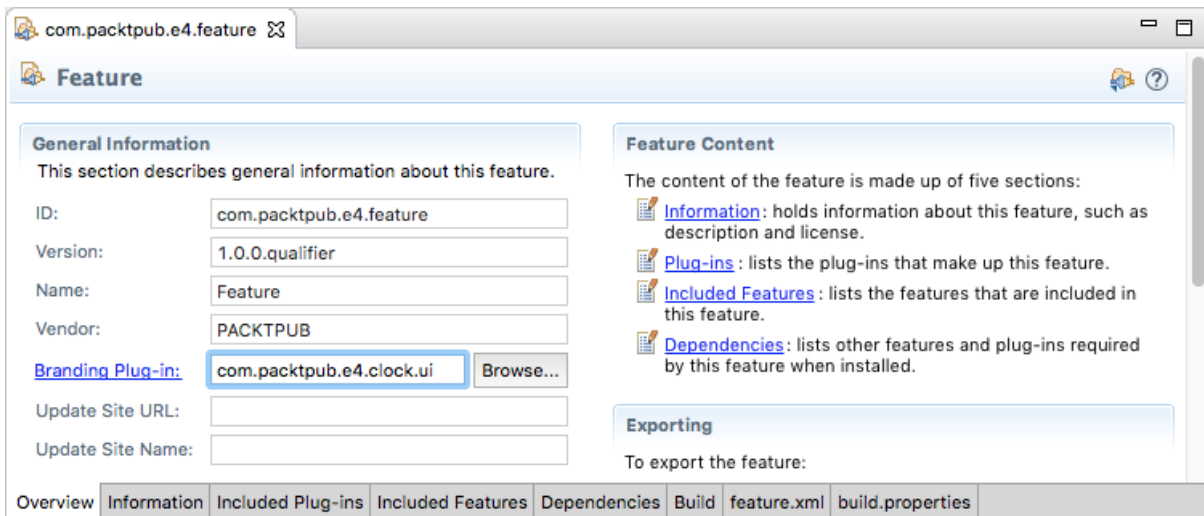 com.packtpub.e4.feature
Feature
General Information
This section describes general information about this feature.
ID:
com.packtpub.e4.feature
Version:
1.0.0.qualifier
Name:
Feature
Vendor:
PACKTPUB
Branding Plug-in:
com.packtpub.e4.clock.ui
Browse...
Update Site URL:
Update Site Name:
Feature Content
The content of the feature is made up of five sections:
Information: holds information about this feature, such as
description and license.
Plug-ins : lists the plug-ins that make up this feature.
Included Features : lists the features that are included in
this feature.
Dependencies: lists other features and plug-ins required
by this feature when installed.
Exporting
To export the feature:
Overview Information Included Plug-ins Included Features Dependencies Build feature.xml build.properties